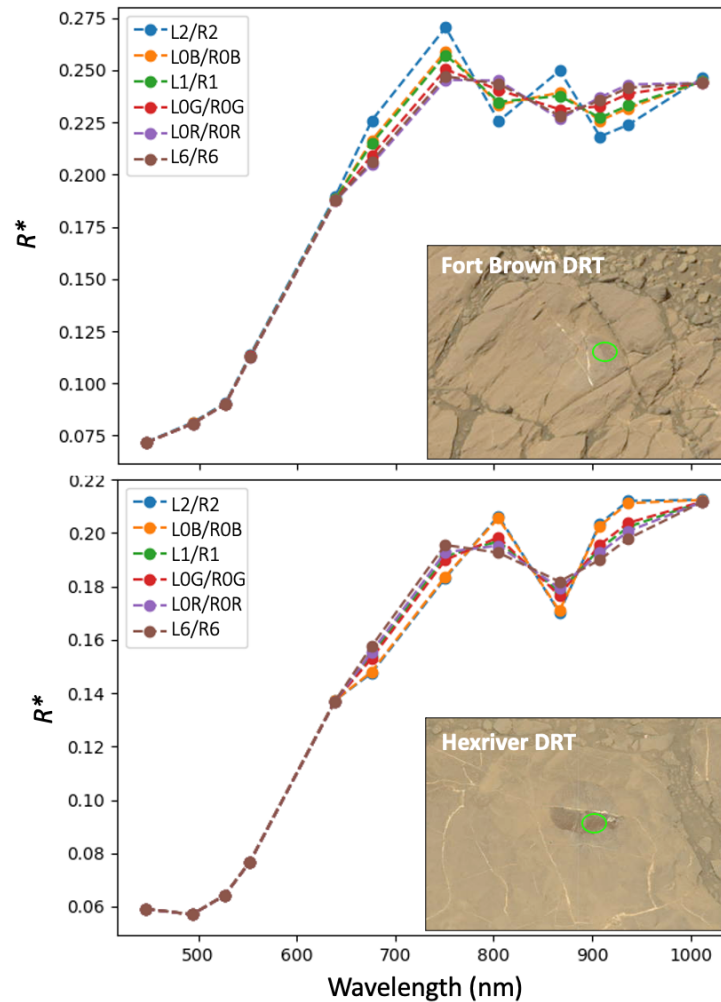 0.275
0.250
0.225
0.200
0.175
0.150
0.125
0.100
0.075
R*
L2/R2
L0B/R0B
L1/R1
L0G/R0G
L0R/R0R
L6/R6
Fort Brown DRT
0.22
0.20
0.18
0.16
0.14
0.12
0.10
0.08
0.06
R*
L2/R2
L0B/R0B
L1/R1
L0G/R0G
L0R/R0R
L6/R6
Hexriver DRT
500 600 700 800 900 1000
Wavelength (nm)